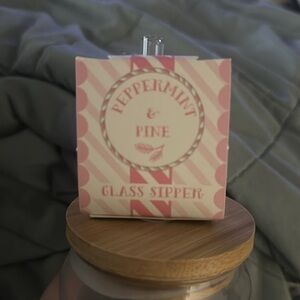 PEPPERMINT
&
PINE
GLASS SIPPER